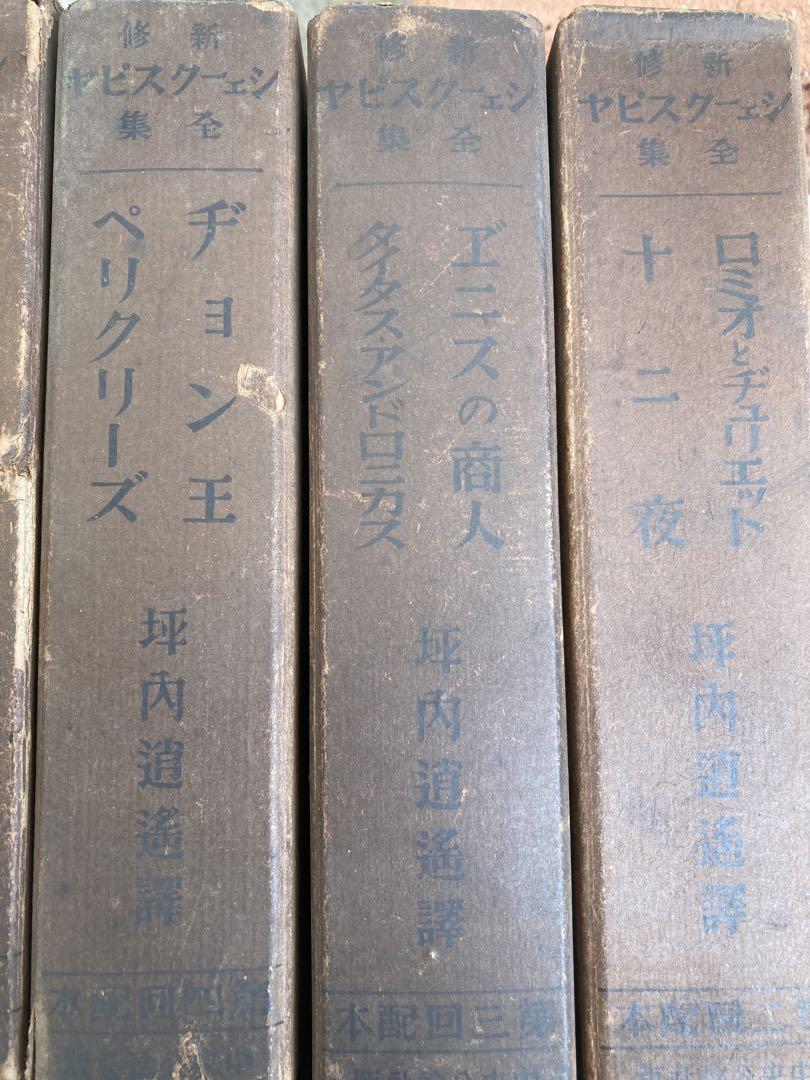 新修
シェークスピヤ
全集
ヂョン王
ペリクリーズ
坪內逍遙譯
第四回配本
新修
シェークスピヤ
全集
ヹニスの商人
タイタス・アンドロニカス
坪內逍遙譯
第三回配本
新修
シェークスピヤ
全集
ロミオとヂュリエット
十二夜
坪內逍遙譯
二回配本